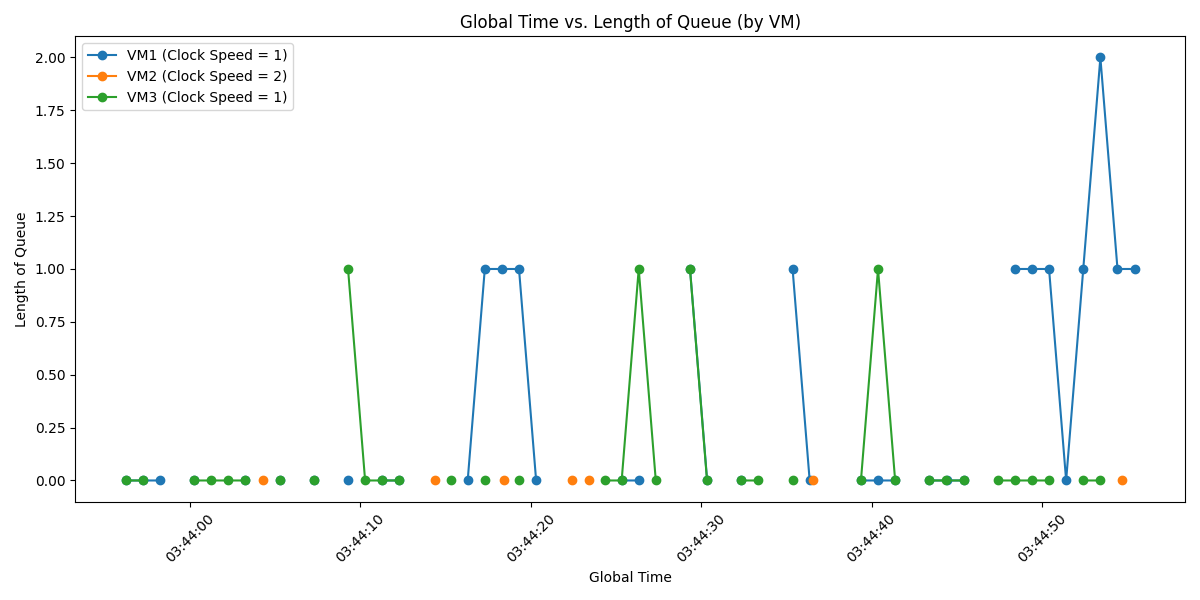 Global Time vs. Length of Queue (by VM)
VM1 (Clock Speed = 1)
VM2 (Clock Speed = 2)
VM3 (Clock Speed = 1)
Length of Queue
2.00
1.75
1.50
1.25
1.00
0.75
0.50
0.25
0.00
03:44:00
03:44:10
03:44:20
03:44:30
03:44:40
03:44:50
Global Time